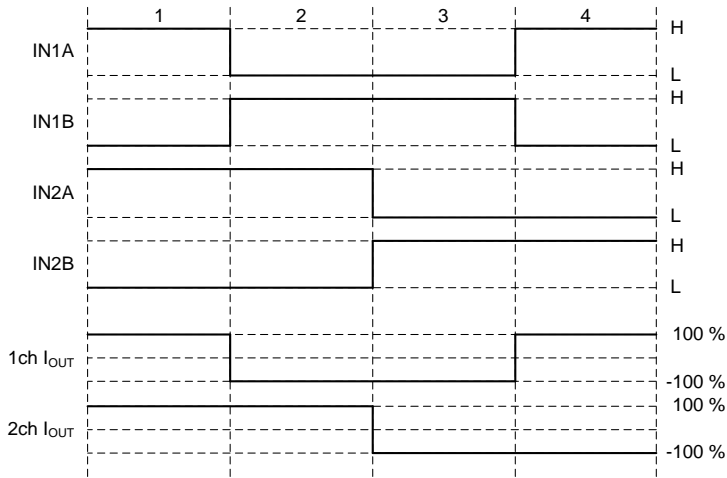 1 2 3 4
IN1A H
L
IN1B H
L
IN2A H
L
IN2B H
L
1ch IOUT 100 %
-100 %
2ch IOUT 100 %
-100 %